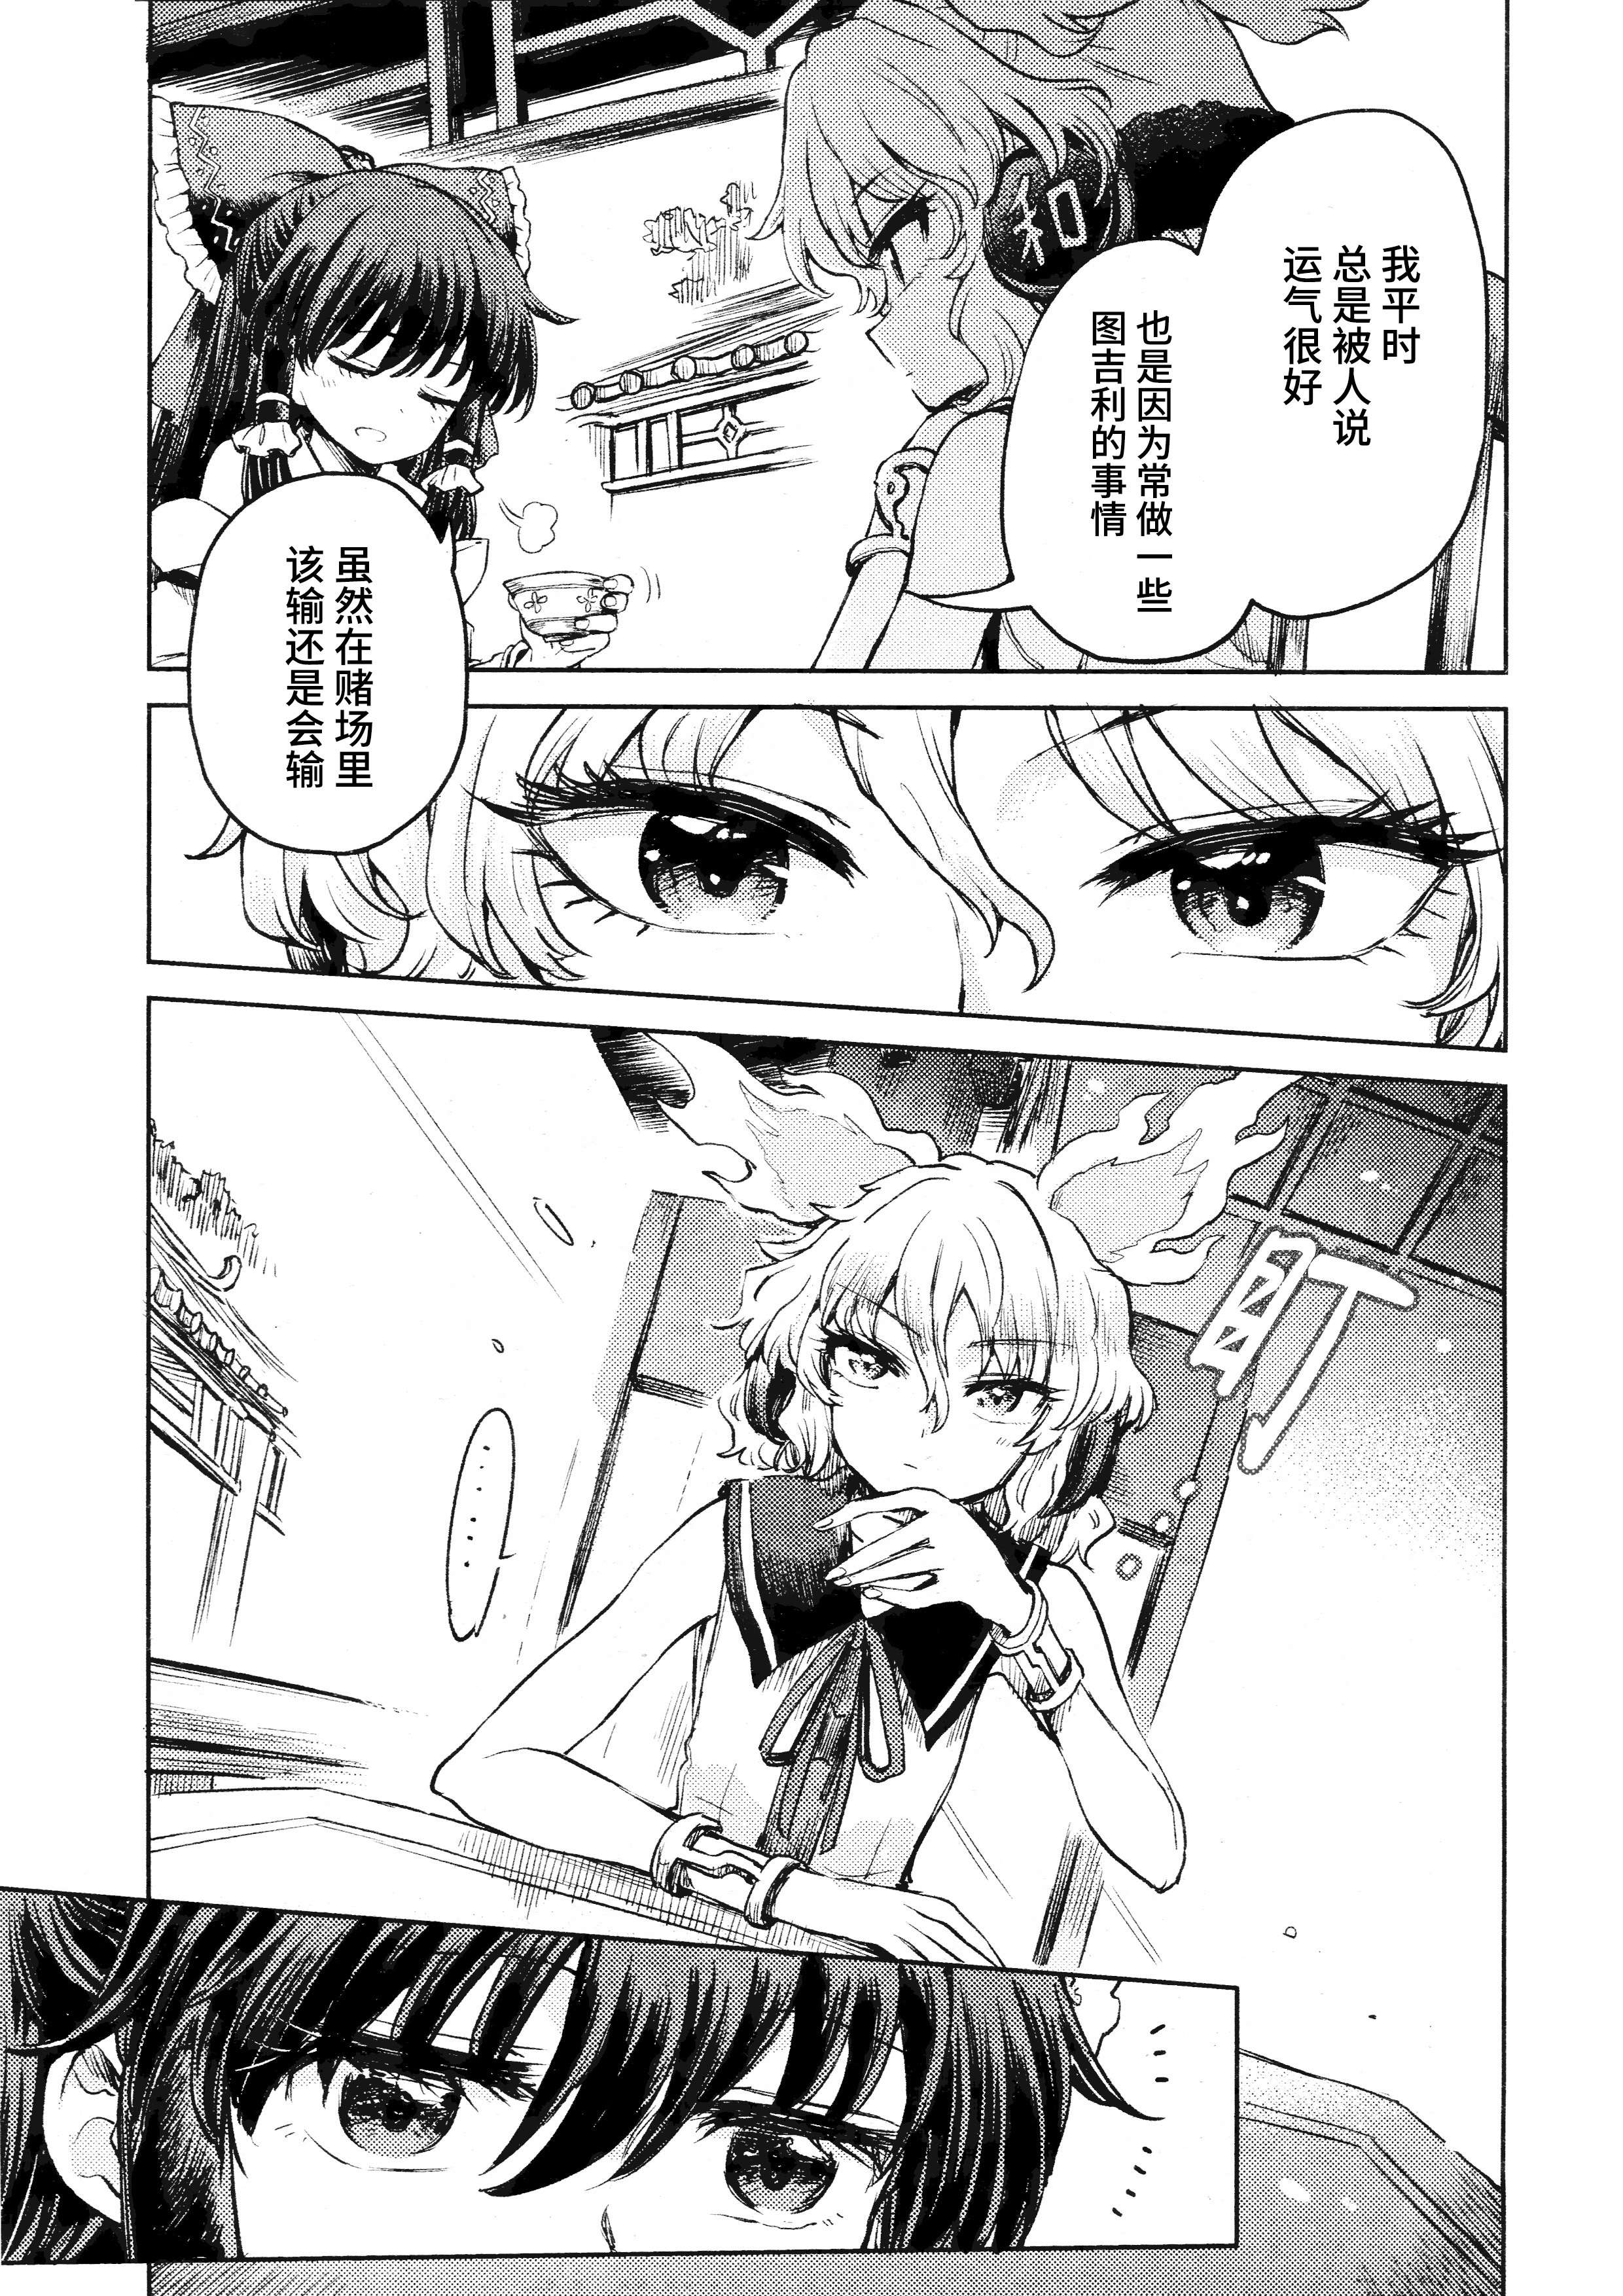 我平时
总是被人说
运气很好
也是因为常做一些
图吉利的事情
和
虽然在赌场里
该输还是会输
盯
……
……
……
……